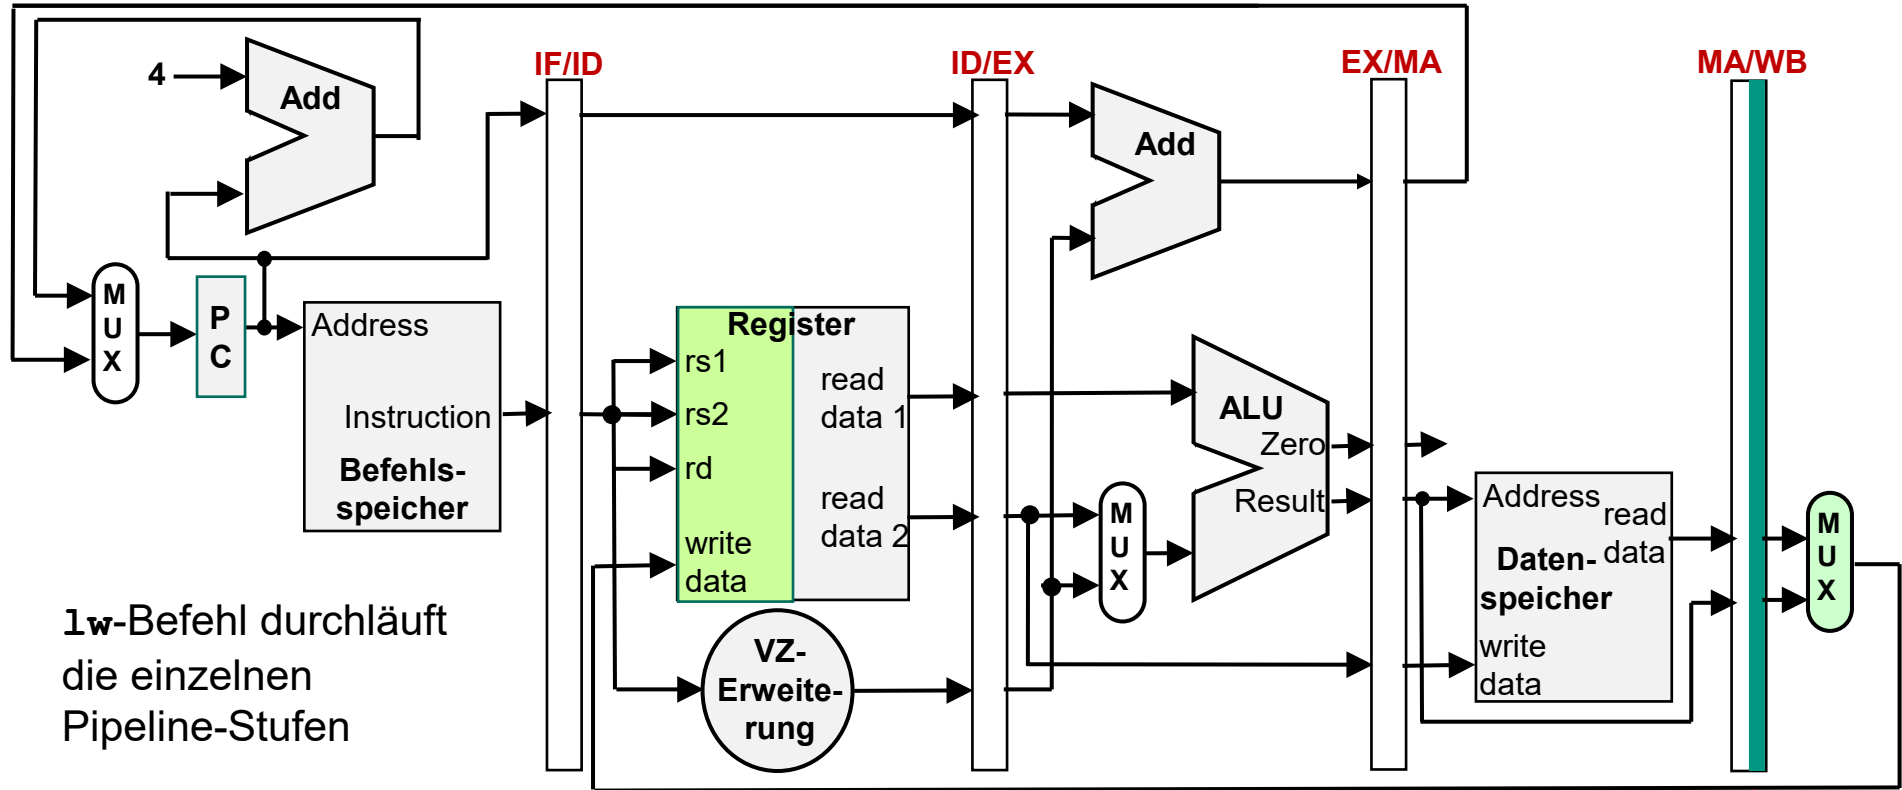 IF/ID
ID/EX
EX/MA
MA/WB
4
Add
Add
M
U
X
P
C
Address
Instruction
Befehls-
speicher
Register
rs1
rs2
rd
write
data
read
data 1
read
data 2
VZ-
Erweite-
rung
M
U
X
ALU
Zero
Result
Address
read
data
Daten-
speicher
write
data
M
U
X
lw-Befehl durchläuft
die einzelnen
Pipeline-Stufen